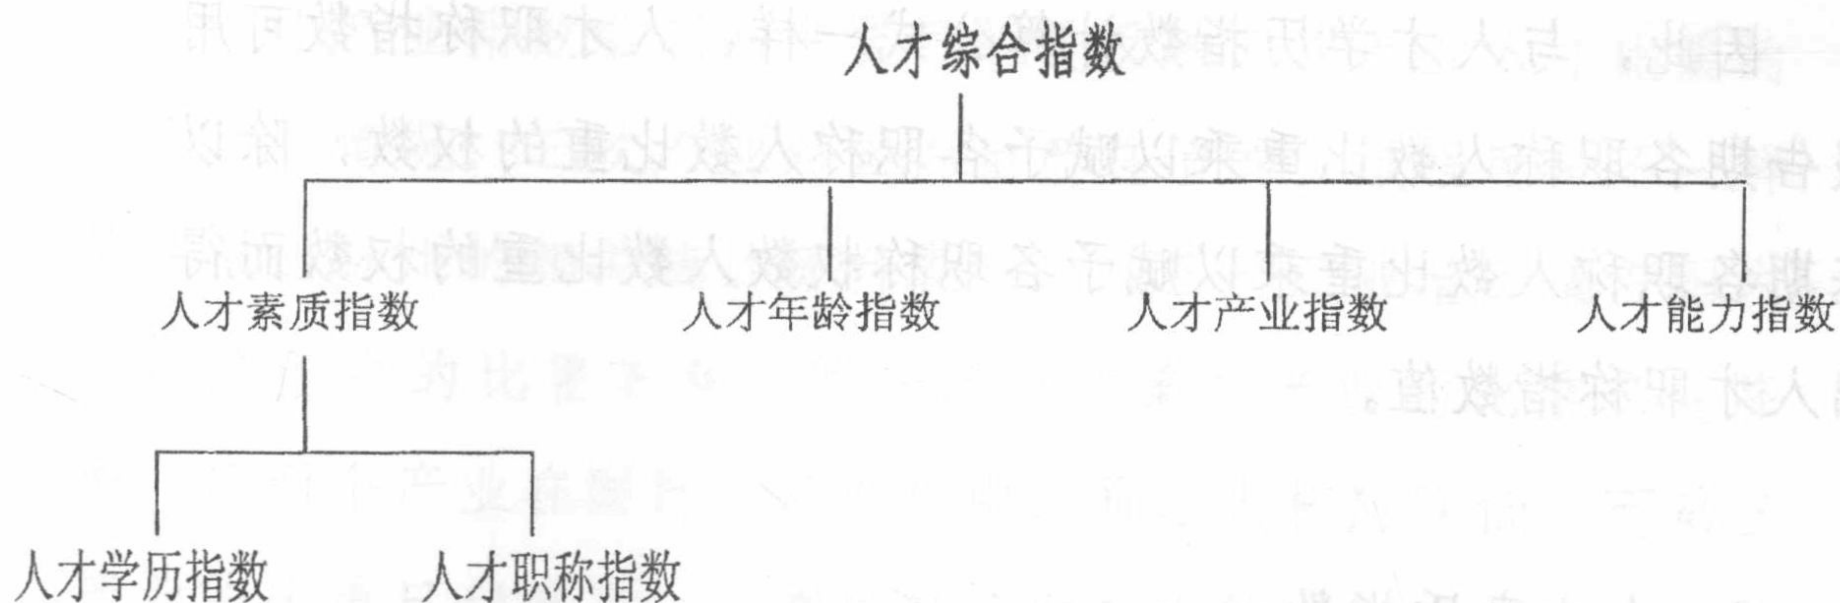 人才综合指数
人才素质指数 人才年龄指数 人才产业指数 人才能力指数
人才学历指数 人才职称指数